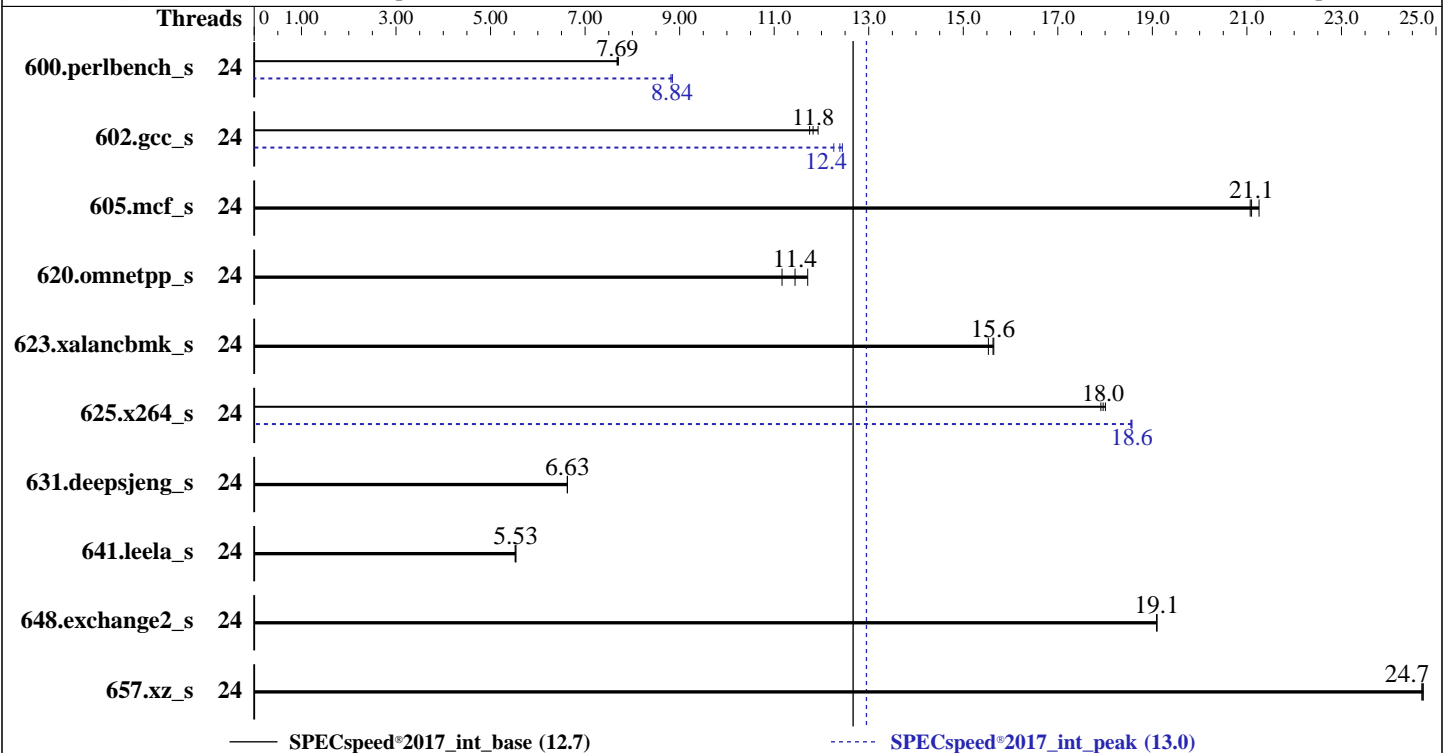 Threads 0 1.00 3.00 5.00 7.00 9.00 11.0 13.0 15.0 17.0 19.0 21.0 23.0 25.0
7.69
600.perlbench_s 24
8.84
11.8
602.gcc_s 24
12.4
21.1
605.mcf_s 24
11.4
620.omnetpp_s 24
15.6
623.xalancbmk_s 24
18.0
625.x264_s 24
18.6
6.63
631.deepsjeng_s 24
5.53
641.leela_s 24
19.1
648.exchange2_s 24
24.7
657.xz_s 24
SPECspeed®2017_int_base (12.7) SPECspeed®2017_int_peak (13.0)